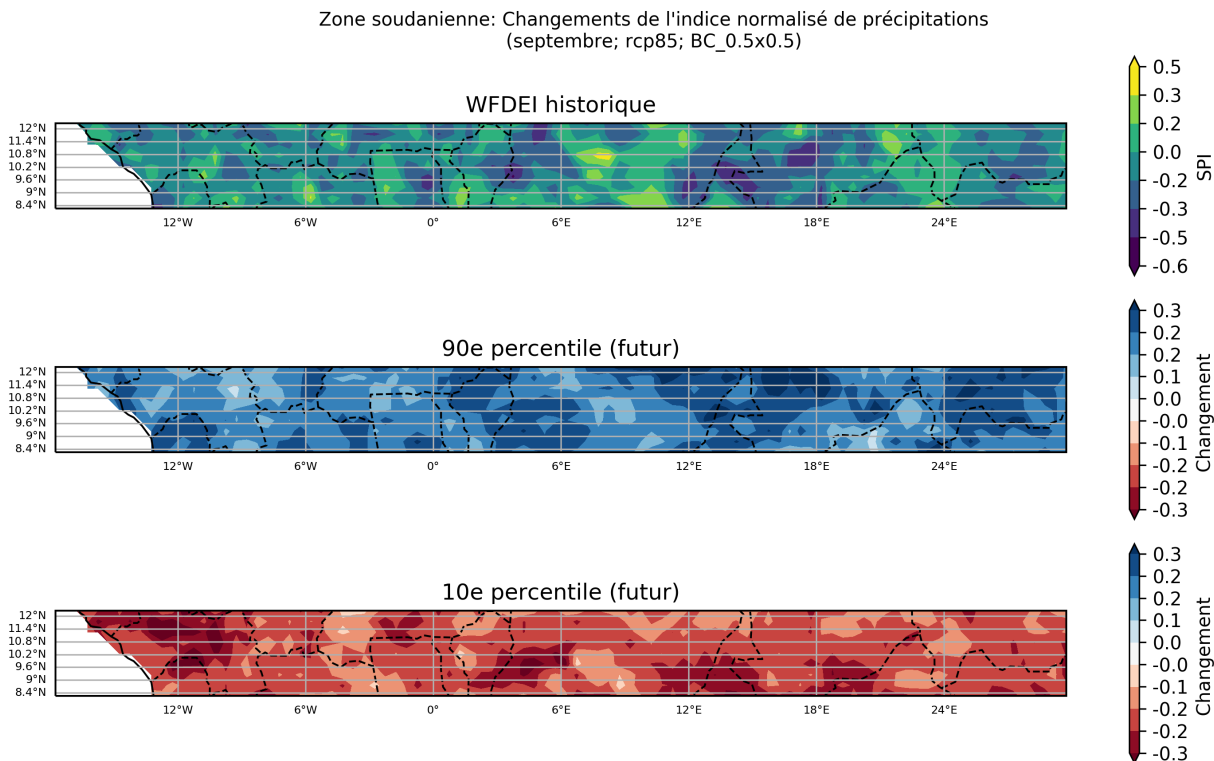 Zone soudanienne: Changements de l'indice normalisé de précipitations
(septembre; rcp85; BC_0.5x0.5)
WFDEI historique
12°N
11.4°N
10.8°N
10.2°N
9.6°N
9°N
8.4°N
12°W
6°W
0°
6°E
12°E
18°E
24°E
0.5
0.3
0.2
0.0
-0.2
-0.3
-0.5
-0.6
SPI
90e percentile (futur)
12°N
11.4°N
10.8°N
10.2°N
9.6°N
9°N
8.4°N
12°W
6°W
0°
6°E
12°E
18°E
24°E
0.3
0.2
0.2
0.1
0.0
-0.0
-0.1
-0.2
-0.2
-0.3
Changement
10e percentile (futur)
12°N
11.4°N
10.8°N
10.2°N
9.6°N
9°N
8.4°N
12°W
6°W
0°
6°E
12°E
18°E
24°E
0.3
0.2
0.2
0.1
0.0
-0.0
-0.1
-0.2
-0.2
-0.3
Changement